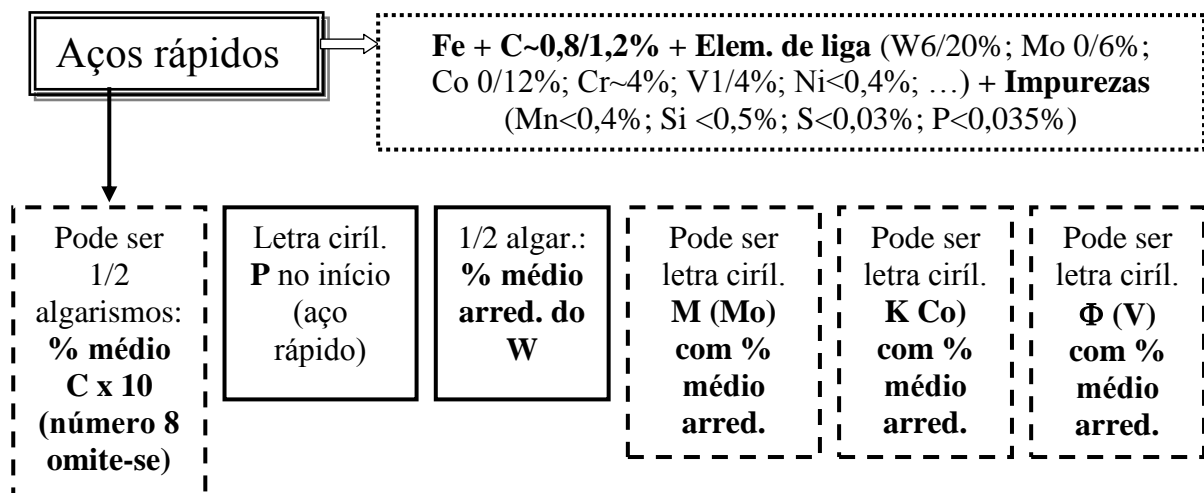 Aços rápidos
Fe + C~0,8/1,2% + Elem. de liga (W6/20%; Mo 0/6%;
Co 0/12%; Cr~4%; V1/4%; Ni<0,4%; …) + Impurezas
(Mn<0,4%; Si <0,5%; S<0,03%; P<0,035%)
Pode ser
1/2
algarismos:
% médio
C x 10
(número 8
omite-se)
Letra ciríl.
P no início
(aço
rápido)
1/2 algar.:
% médio
arred. do
W
Pode ser
letra ciríl.
M (Mo)
com %
médio
arred.
Pode ser
letra ciríl.
K Co)
com %
médio
arred.
Pode ser
letra ciríl.
Φ (V)
com %
médio
arred.